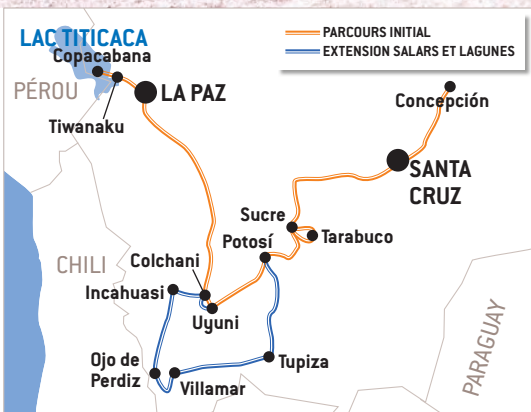 LAC TITICACA
Copacabana
PÉROU
LA PAZ
Tiwanaku
PARCOURS INITIAL
EXTENSION SALARS ET LAGUNES
Concepción
SANTA
CRUZ
Sucre
Potosí
Tarabuco
Colchani
CHILI
Incahuasi
Uyuni
Ojo de
Perdiz
Villamar
Tupiza
PARAGUAY